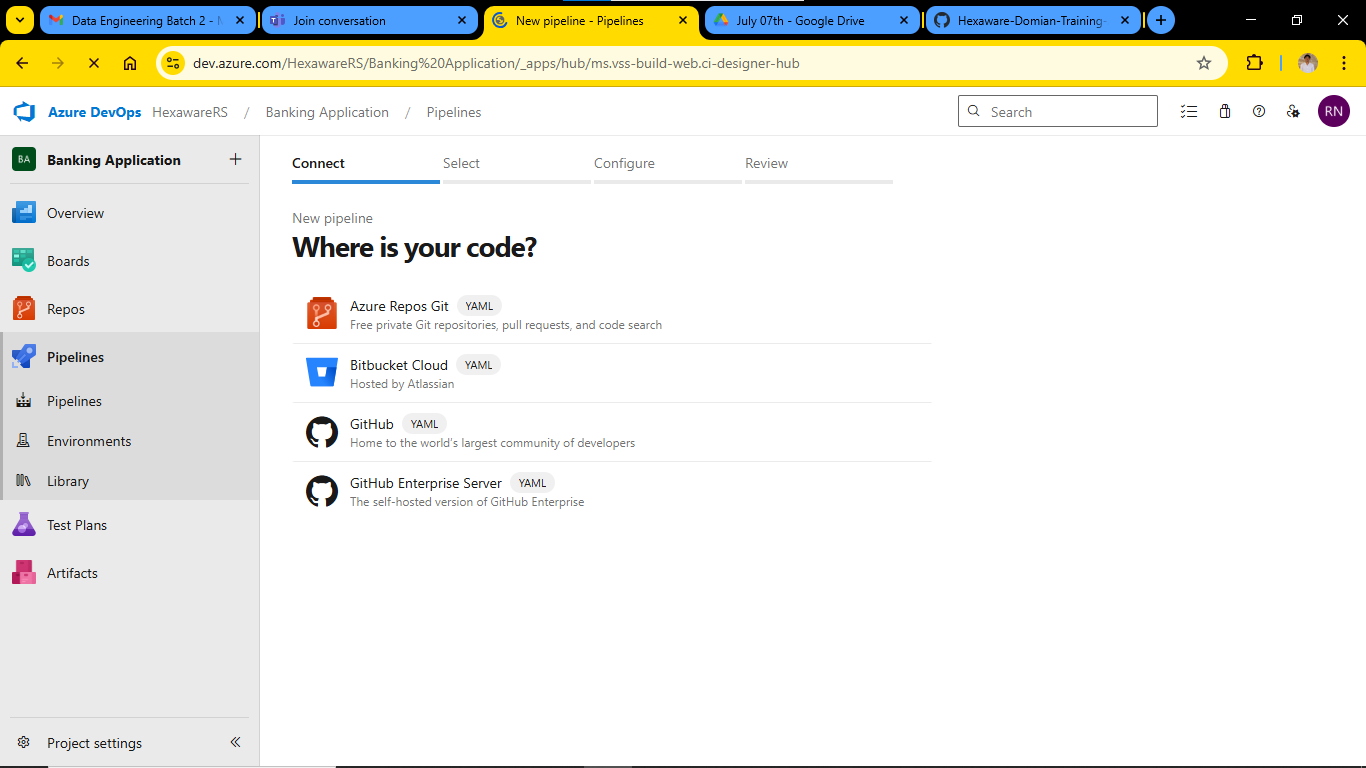 Data Engineering Batch 2 - N
Join conversation
New pipeline - Pipelines
July 07th - Google Drive
Hexaware-Domian-Training-
dev.azure.com/HexawareRS/Banking%20Application/_apps/hub/ms.vss-build-web.ci-designer-hub
Azure DevOps HexawareRS / Banking Application / Pipelines
Search
RN
BA Banking Application
Overview
Boards
Repos
Pipelines
Pipelines
Environments
Library
Test Plans
Artifacts
Project settings
Connect Select Configure Review
New pipeline
Where is your code?
Azure Repos Git YAML
Free private Git repositories, pull requests, and code search
Bitbucket Cloud YAML
Hosted by Atlassian
GitHub YAML
Home to the world's largest community of developers
GitHub Enterprise Server YAML
The self-hosted version of GitHub Enterprise